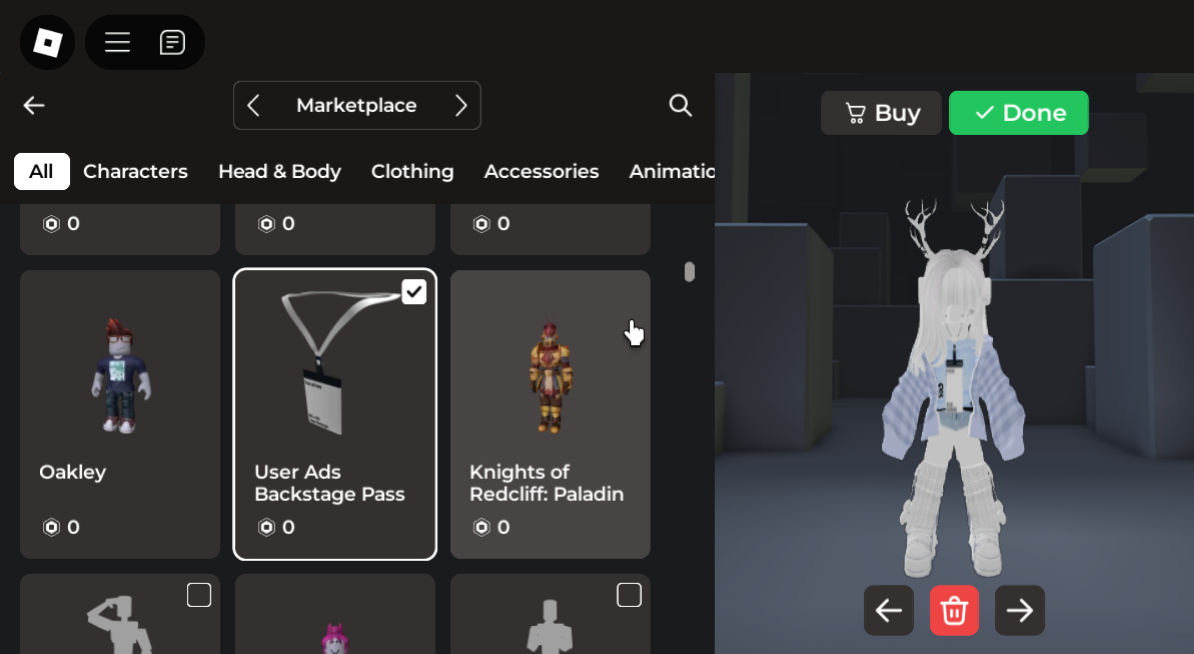 Marketplace
Buy
Done
All
Characters
Head & Body
Clothing
Accessories
Animatio
0
0
0
Oakley
0
User Ads
Backstage Pass
0
Knights of
Redcliff: Paladin
0